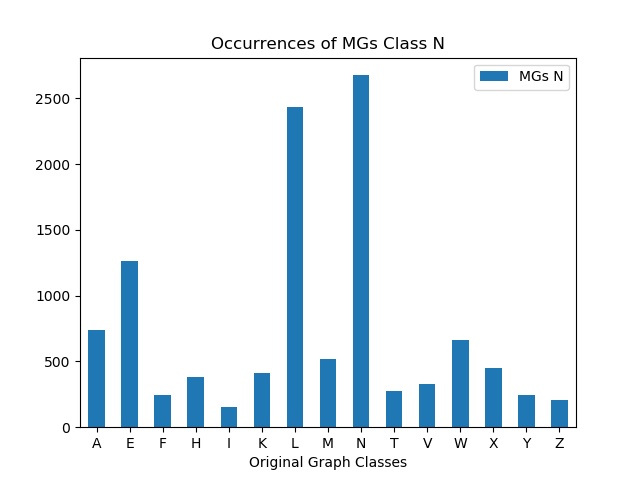 Occurrences of MGs Class N
MGs N
2500
2000
1500
1000
500
0
A E F H I K L M N T V W X Y Z
Original Graph Classes